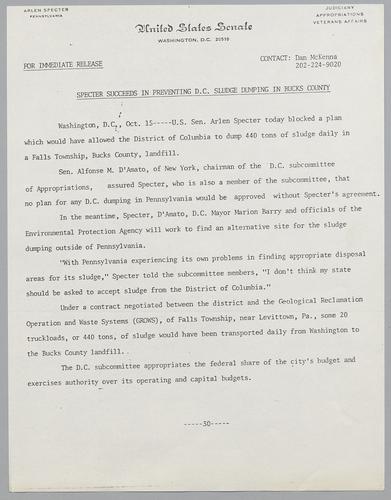 ARLEN SPECTER
PENNSYLVANIA
JUDICIARY
APPROPRIATIONS
VETERANS AFFAIRS
United States Senate
WASHINGTON, D.C. 20510
CONTACT: Dan McKenna
202-224-9020
FOR IMMEDIATE RELEASE
SPECTER SUCCEEDS IN PREVENTING D.C. SLUDGE DUMPING IN BUCKS COUNTY
Washington, D.C., Oct. 15-----U.S. Sen. Arlen Specter today blocked a plan
which would have allowed the District of Columbia to dump 440 tons of sludge daily in
a Falls Township, Bucks County, landfill.
Sen. Alfonse M. D'Amato, of New York, chairman of the D.C. subcommittee
of Appropriations, assured Specter, who is also a member of the subcommittee, that
no plan for any D.C. dumping in Pennsylvania would be approved without Specter's agreement.
In the meantime, Specter, D'Amato, D.C. Mayor Marion Barry and officials of the
Environmental Protection Agency will work to find an alternative site for the sludge
dumping outside of Pennsylvania.
"With Pennsylvania experiencing its own problems in finding appropriate disposal
areas for its sludge," Specter told the subcommittee members, "I don't think my state
should be asked to accept sludge from the District of Columbia."
Under a contract negotiated between the district and the Geological Reclamation
Operation and Waste Systems (GROWS), of Falls Township, near Levittown, Pa., some 20
truckloads, or 440 tons, of sludge would have been transported daily from Washington to
the Bucks County landfill.
The D.C. subcommittee appropriates the federal share of the city's budget and
exercises authority over its operating and capital budgets.
-----30-----